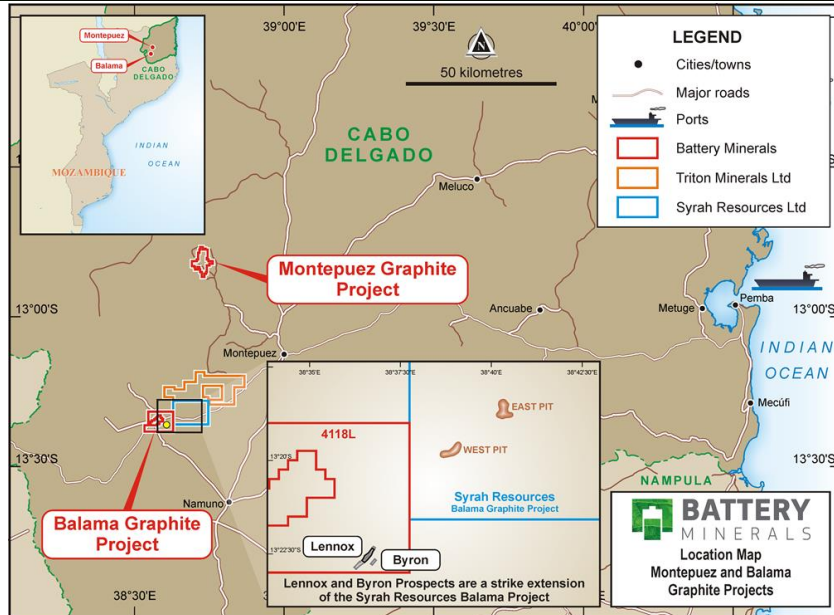 39°00'E
39°30'E
40°00'
Montepuez
Balama
CABO
DELGADO
INDIAN
OCEAN
MOZAMBIQUE
N
50 kilometres
CABO
DELGADO
Meluco
LEGEND
Cities/towns
Major roads
Ports
Battery Minerals
Triton Minerals Ltd
Syrah Resources Ltd
Montepuez Graphite
Project
13°00'S
Ancuabe
Metuge
Pemba
13°00'S
Montepuez
INDIAN
OCEAN
Mecúfi
38°35'E
38°37'30"E
38°40'E
38°42'30"E
EAST PIT
WEST PIT
4118L
13°20'S
Syrah Resources
Balama Graphite Project
13°22'30"S
Lennox
Byron
Lennox and Byron Prospects are a strike extension
of the Syrah Resources Balama Project
13°30'S
13°30'S
NAMPULA
Namuno
Balama Graphite
Project
BATTERY
MINERALS
Location Map
Montepuez and Balama
Graphite Projects
38°30'E